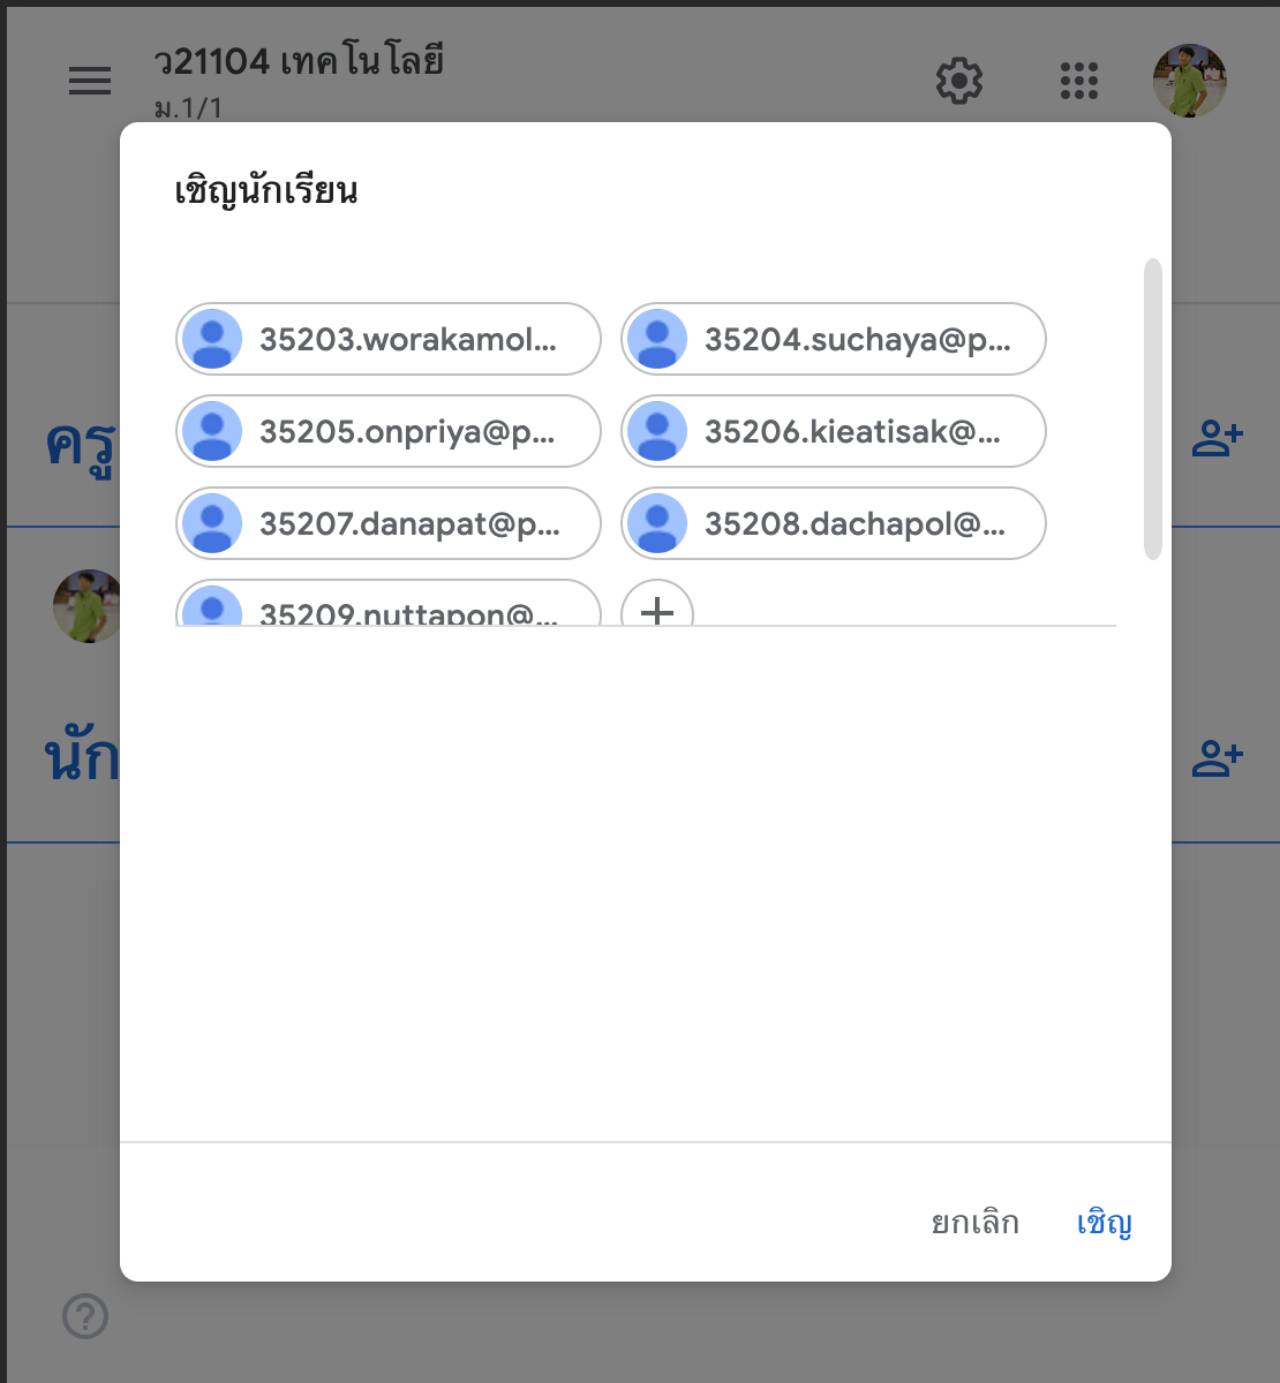 ว21104 เทคโนโลยี
ม.1/1
เชิญนักเรียน
35203.worakamol...
35204.suchaya@p...
35205.onpriya@p...
35206.kieatisak@...
35207.danapat@p...
35208.dachapol@...
35209.nuttapon@...
ครู
นัก
ยกเลิก
เชิญ